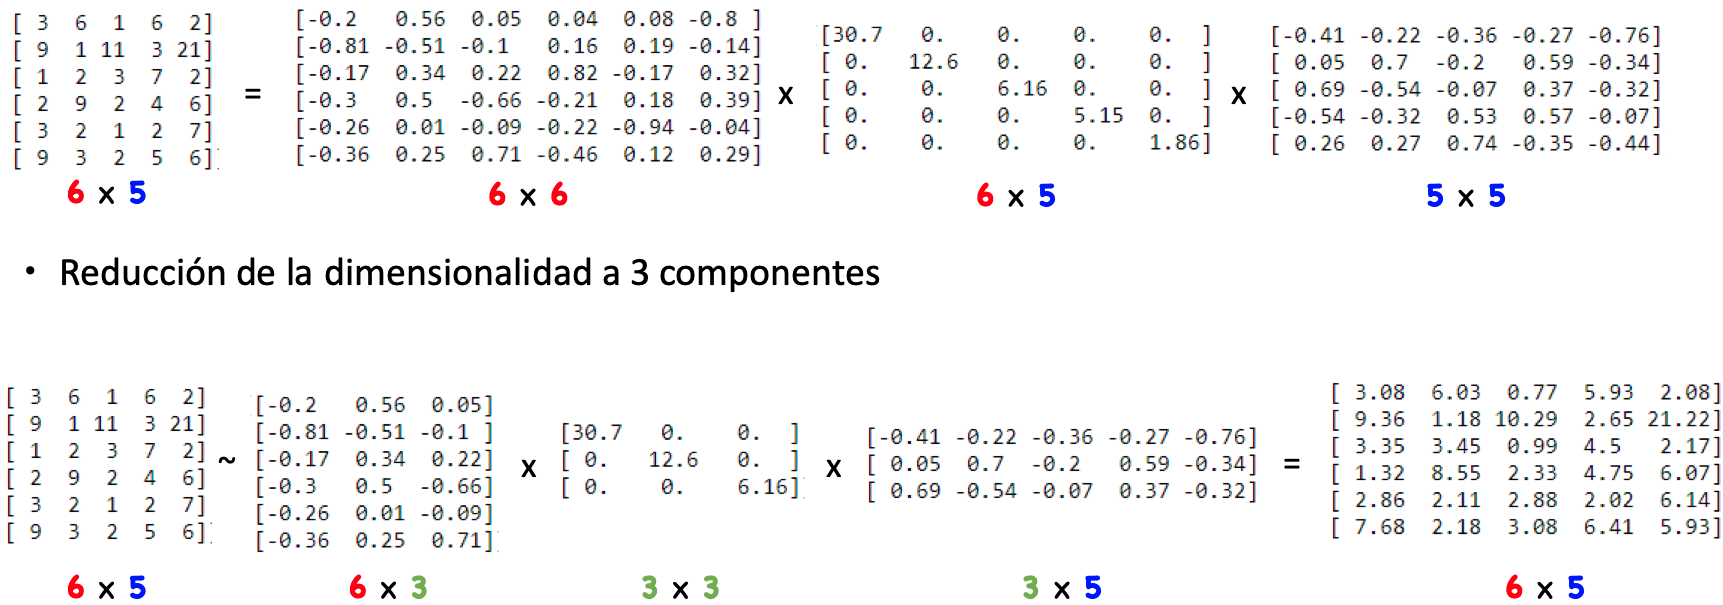 [ 3 6 1 6 2]
[ 9 1 11 3 21]
[ 1 2 3 7 2]
[ 2 9 2 4 6]
[ 3 2 1 2 7]
[ 9 3 2 5 6]]
6 x 5
=
[-0.2 0.56 0.05 0.04 0.08 -0.8 ]
[-0.81 -0.51 -0.1 0.16 0.19 -0.14]
[-0.17 0.34 0.22 0.82 -0.17 0.32]
[-0.3 0.5 -0.66 -0.21 0.18 0.39]
[-0.26 0.01 -0.09 -0.22 -0.94 -0.04]
[-0.36 0.25 0.71 -0.46 0.12 0.29]
6 x 6
x
[30.7 0. 0. 0. 0. ]
[ 0. 12.6 0. 0. 0. ]
[ 0. 0. 6.16 0. 0. ]
[ 0. 0. 0. 5.15 0. ]
[ 0. 0. 0. 0. 1.86]
6 x 5
x
[-0.41 -0.22 -0.36 -0.27 -0.76]
[ 0.05 0.7 -0.2 0.59 -0.34]
[ 0.69 -0.54 -0.07 0.37 -0.32]
[-0.54 -0.32 0.53 0.57 -0.07]
[ 0.26 0.27 0.74 -0.35 -0.44]
5 x 5
• Reducción de la dimensionalidad a 3 componentes
[ 3 6 1 6 2]
[ 9 1 11 3 21]
[ 1 2 3 7 2]
[ 2 9 2 4 6]
[ 3 2 1 2 7]
[ 9 3 2 5 6]]
6 x 5
~
[-0.2 0.56 0.05]
[-0.81 -0.51 -0.1 ]
[-0.17 0.34 0.22]
[-0.3 0.5 -0.66]
[-0.26 0.01 -0.09]
[-0.36 0.25 0.71]
6 x 3
x
[30.7 0. 0. ]
[ 0. 12.6 0. ]
[ 0. 0. 6.16]
3 x 3
x
[-0.41 -0.22 -0.36 -0.27 -0.76]
[ 0.05 0.7 -0.2 0.59 -0.34]
[ 0.69 -0.54 -0.07 0.37 -0.32]
3 x 5
=
[ 3.08 6.03 0.77 5.93 2.08]
[ 9.36 1.18 10.29 2.65 21.22]
[ 3.35 3.45 0.99 4.5 2.17]
[ 1.32 8.55 2.33 4.75 6.07]
[ 2.86 2.11 2.88 2.02 6.14]
[ 7.68 2.18 3.08 6.41 5.93]
6 x 5